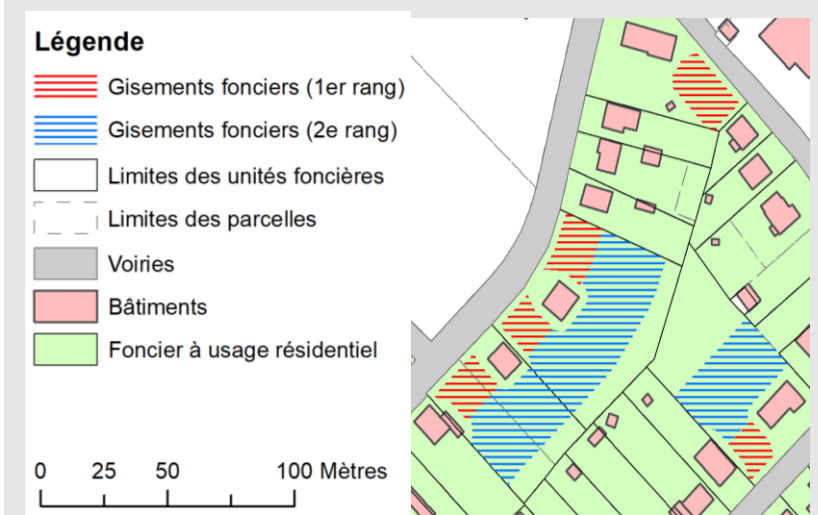 Légende
Gisements fonciers (1er rang)
Gisements fonciers (2e rang)
Limites des unités foncières
Limites des parcelles
Voiries
Bâtiments
Foncier à usage résidentiel
0 25 50 100 Mètres